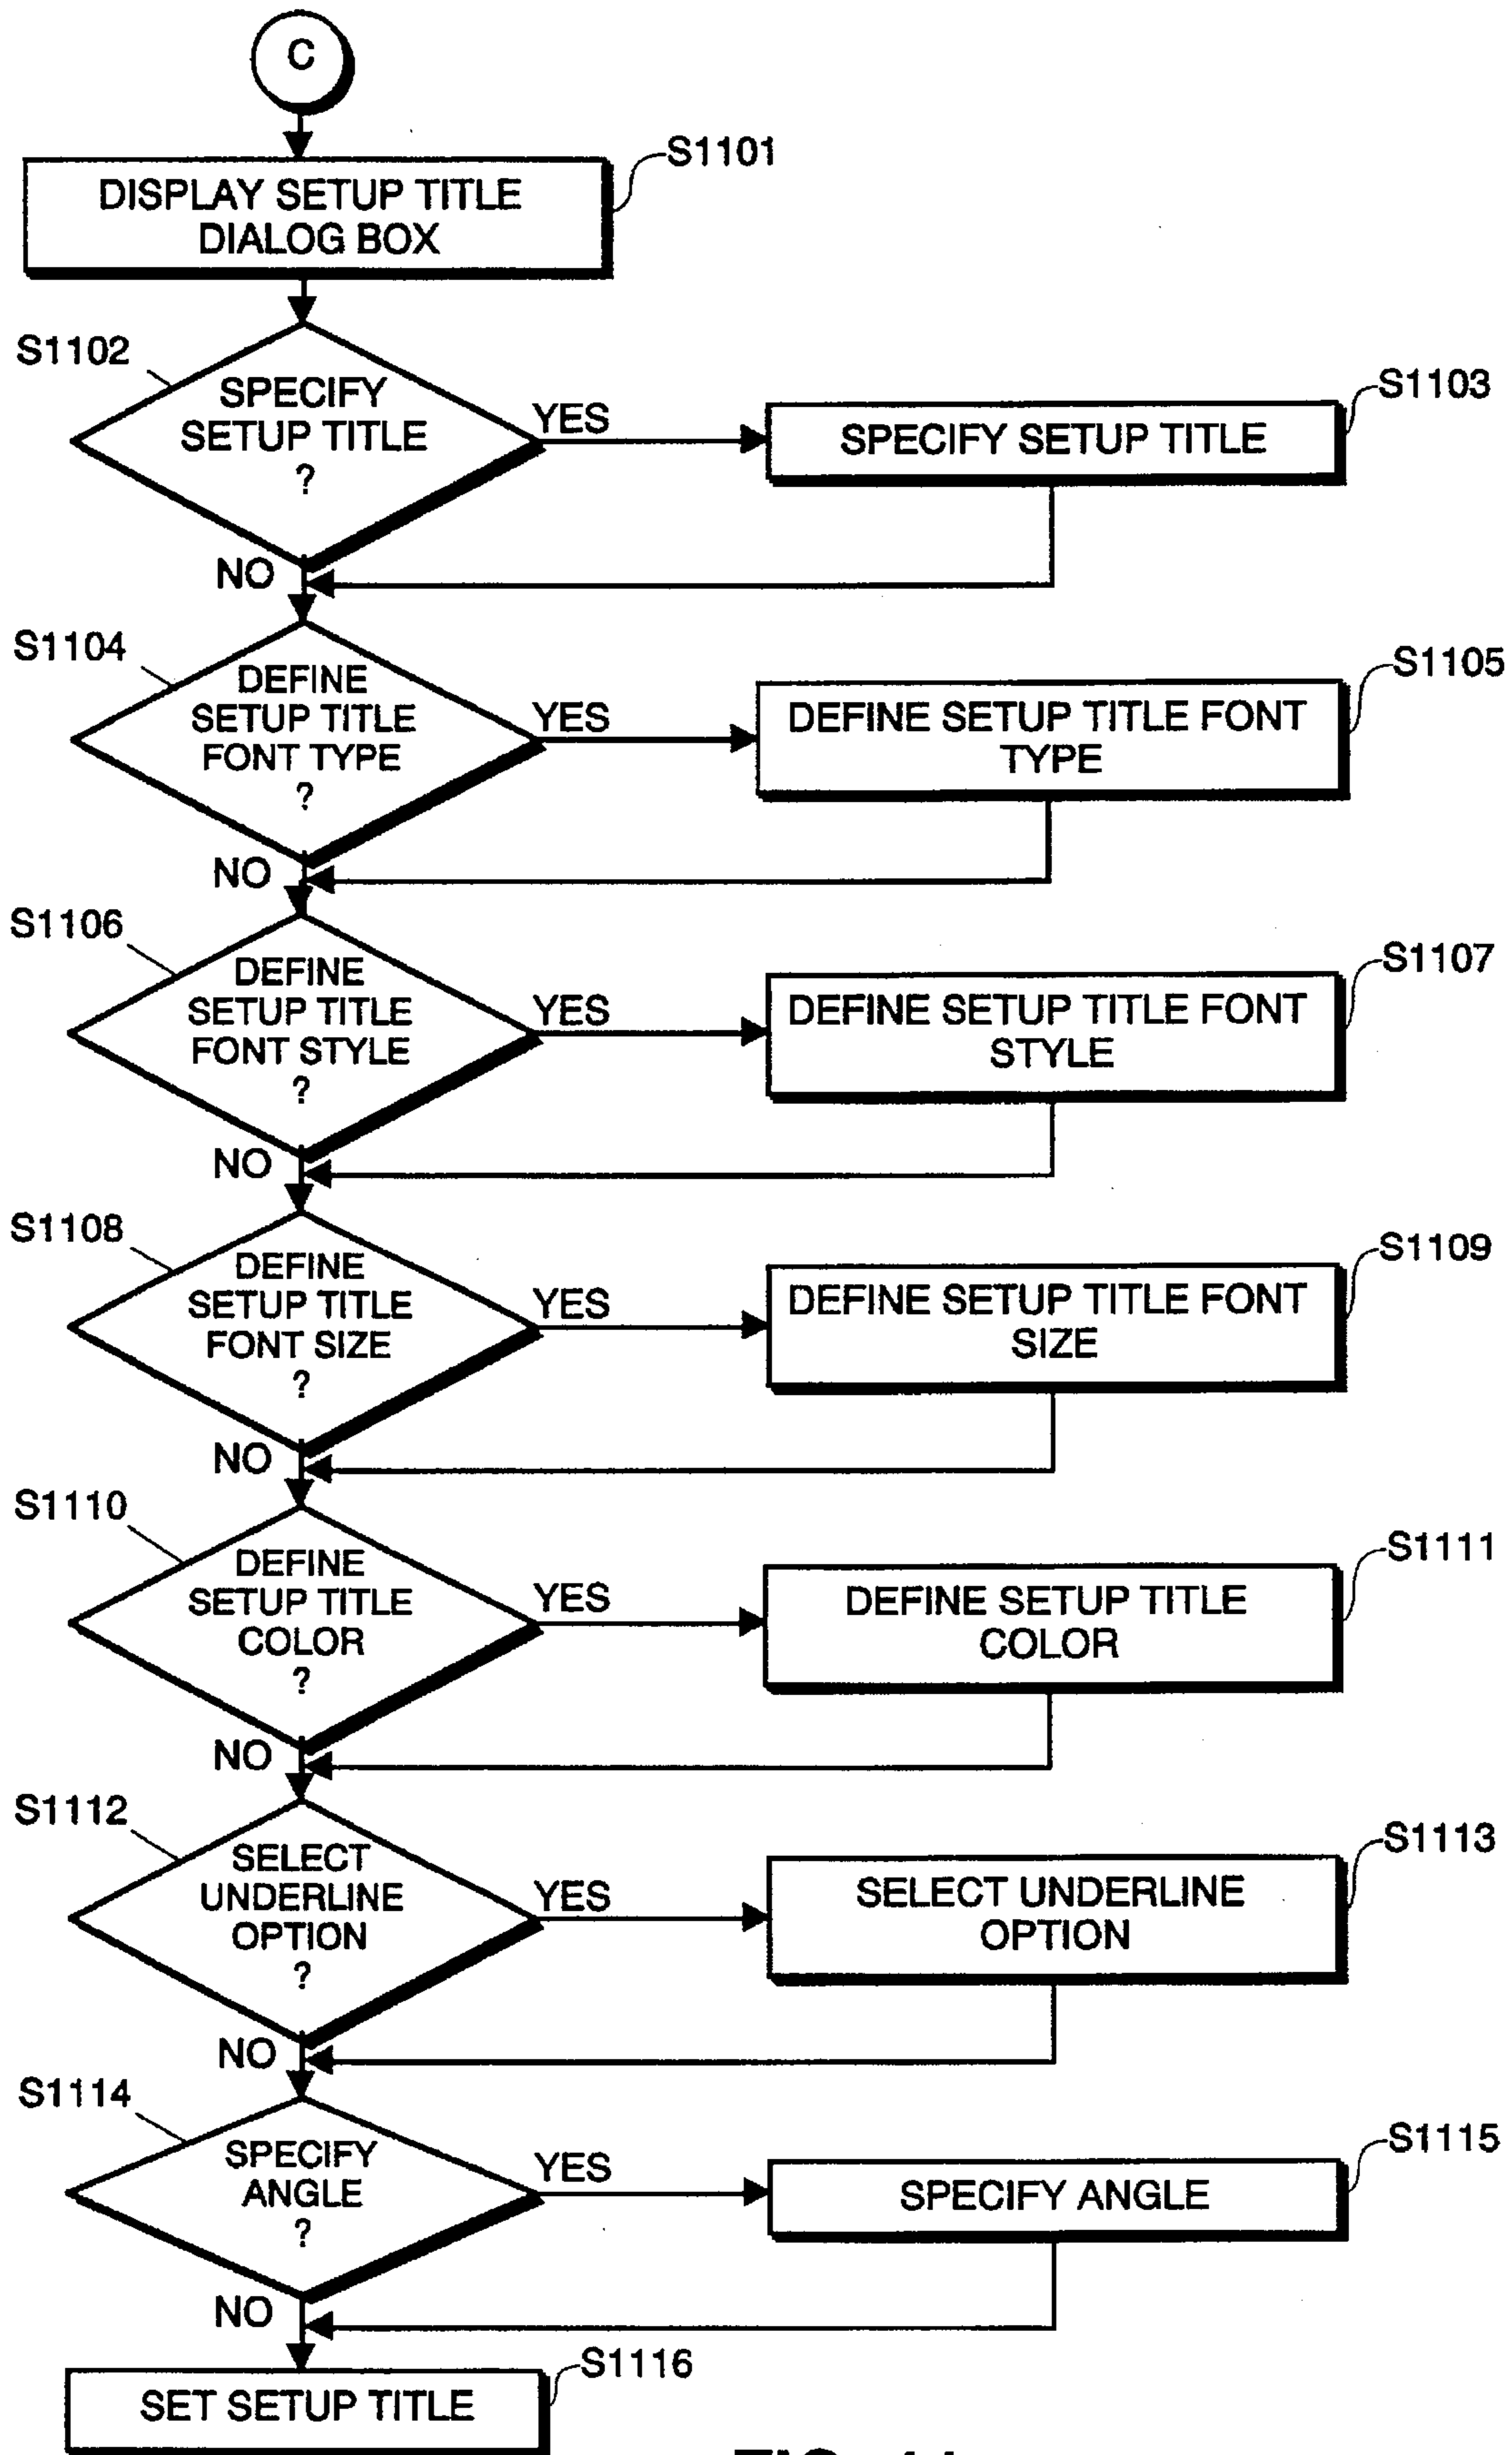 C
S1101
DISPLAY SETUP TITLE
DIALOG BOX
S1102
SPECIFY
SETUP TITLE
?
YES
S1103
SPECIFY SETUP TITLE
NO
S1104
DEFINE
SETUP TITLE
FONT TYPE
?
YES
S1105
DEFINE SETUP TITLE FONT
TYPE
NO
S1106
DEFINE
SETUP TITLE
FONT STYLE
?
YES
S1107
DEFINE SETUP TITLE FONT
STYLE
NO
S1108
DEFINE
SETUP TITLE
FONT SIZE
?
YES
S1109
DEFINE SETUP TITLE FONT
SIZE
NO
S1110
DEFINE
SETUP TITLE
COLOR
?
YES
S1111
DEFINE SETUP TITLE
COLOR
NO
S1112
SELECT
UNDERLINE
OPTION
?
YES
S1113
SELECT UNDERLINE
OPTION
NO
S1114
SPECIFY
ANGLE
?
YES
S1115
SPECIFY ANGLE
NO
S1116
SET SETUP TITLE